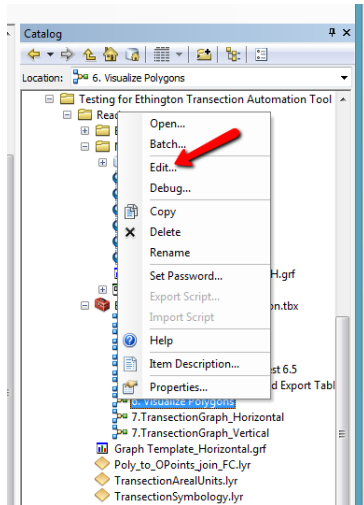 Catalog
Location: 6. Visualize Polygons
Testing for Ethington Transection Automation Tool
Open...
Batch...
Edit...
Debug...
Copy
Delete
Rename
Set Password...
H.grf
Export Script...
on.tbx
Import Script
Help
Item Description...
est 6.5
Properties...
d Export Tabl
6. Visualize Polygons
7.TransectionGraph_Horizontal
7.TransectionGraph_Vertical
Graph Template_Horizontal.grf
Poly_to_OPoints_join_FC.lyr
TransectionArealUnits.lyr
TransectionSymbology.lyr